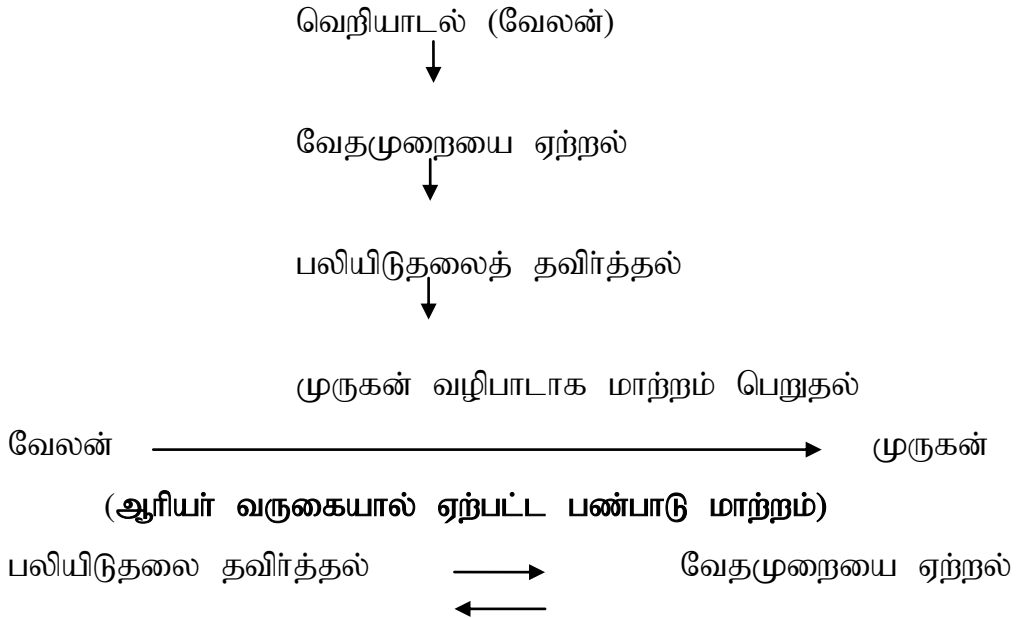 வெறியாடல் (வேலன்)
வேதமுறையை ஏற்றல்
பலியிடுதலைத் தவிர்த்தல்
முருகன் வழிபாடாக மாற்றம் பெறுதல்
வேலன் முருகன்
(ஆரியர் வருகையால் ஏற்பட்ட பண்பாடு மாற்றம்)
பலியிடுதலை தவிர்த்தல் வேதமுறையை ஏற்றல்